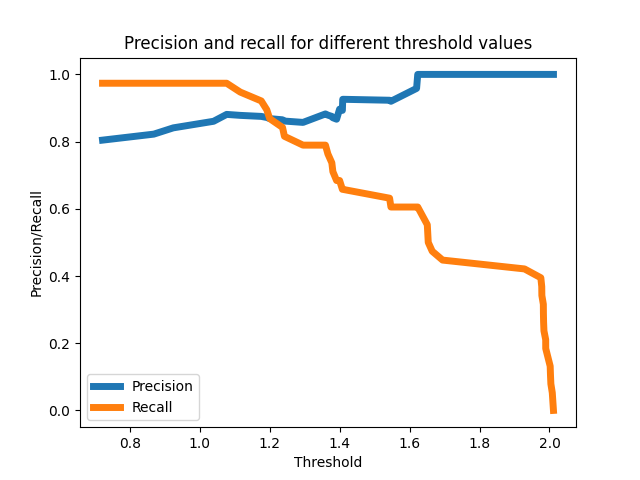 Precision and recall for different threshold values
Precision/Recall
1.0
0.8
0.6
0.4
0.2
0.0
Precision
Recall
0.8 1.0 1.2 1.4 1.6 1.8 2.0
Threshold